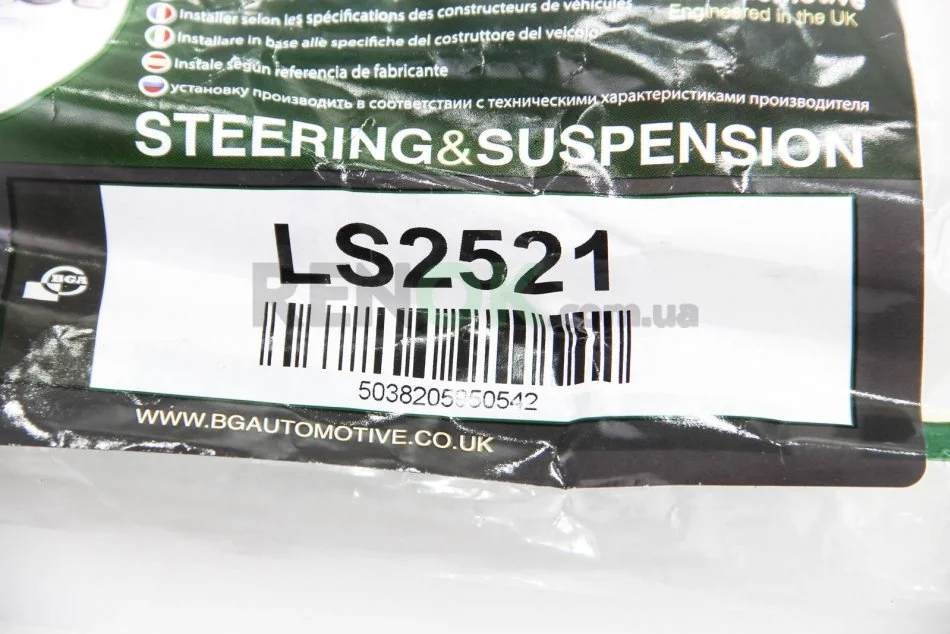 Installer selon les spécifications des constructeurs de véhicules
Engineered in the UK
Installare in base alle specifiche del costruttore del veicolo
Instale según referencia de fabricante
установку производить в соответствии с техническими характеристиками производителя
STEERING&SUSPENSION
LS2521
BGA
RENOK.com.ua
5038205950542
WWW.BGAUTOMOTIVE.CO.UK